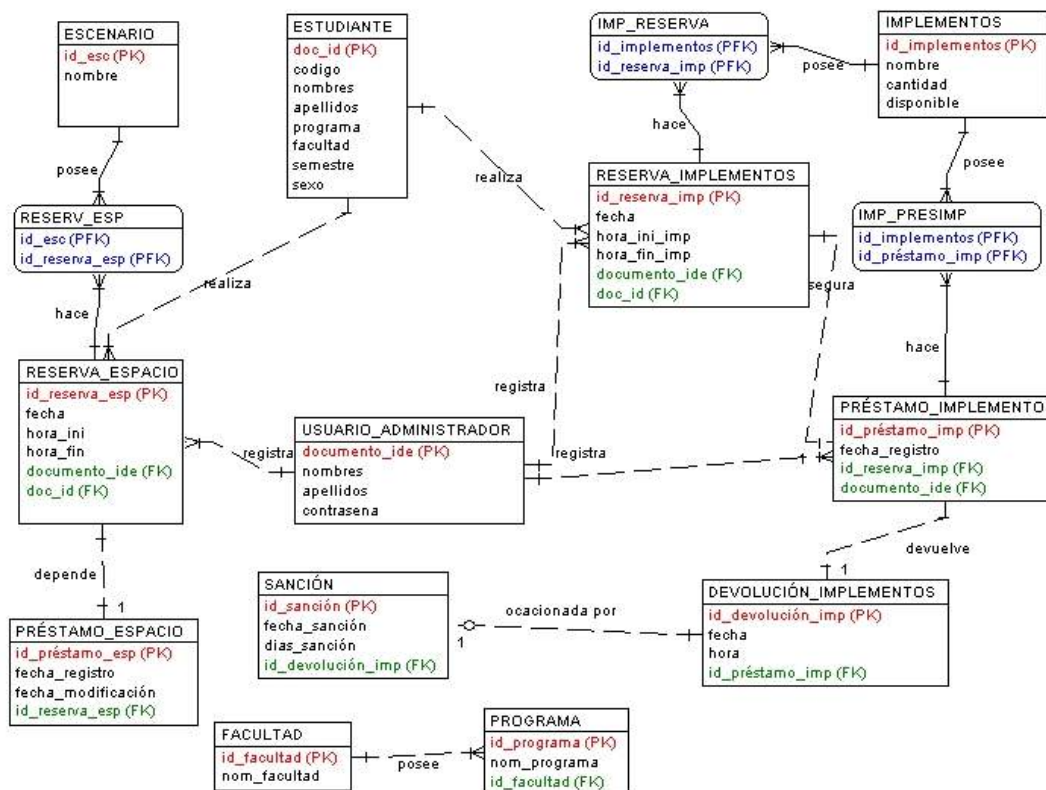 ESCENARIO
id_esc (PK)
nombre
posee
RESERV_ESP
id_esc (PFK)
id_reserva_esp (PFK)
hace
ESTUDIANTE
doc_id (PK)
codigo
nombres
apellidos
programa
facultad
semestre
sexo
realiza
realiza
IMP_RESERVA
id_implementos (PFK)
id_reserva_imp (PFK)
posee
hace
IMPLEMENTOS
id_implementos (PK)
nombre
cantidad
disponible
posee
RESERVA_IMPLEMENTOS
id_reserva_imp (PK)
fecha
hora_ini_imp
hora_fin_imp
documento_ide (FK)
doc_id (FK)
segura
IMP_PRESIMP
id_implementos (PFK)
id_préstamo_imp (PFK)
hace
RESERVA_ESPACIO
id_reserva_esp (PK)
fecha
hora_ini
hora_fin
documento_ide (FK)
doc_id (FK)
registra
USUARIO_ADMINISTRADOR
documento_ide (PK)
nombres
apellidos
contrasena
registra
registra
PRÉSTAMO_IMPLEMENTO
id_préstamo_imp (PK)
fecha_registro
id_reserva_imp (FK)
documento_ide (FK)
devuelve
1
depende
1
PRÉSTAMO_ESPACIO
id_préstamo_esp (PK)
fecha_registro
fecha_modificación
id_reserva_esp (FK)
SANCIÓN
id_sanción (PK)
fecha_sanción
dias_sanción
id_devolución_imp (FK)
1
ocacionada por
DEVOLUCIÓN_IMPLEMENTOS
id_devolución_imp (PK)
fecha
hora
id_préstamo_imp (FK)
FACULTAD
id_facultad (PK)
nom_facultad
posee
PROGRAMA
id_programa (PK)
nom_programa
id_facultad (FK)